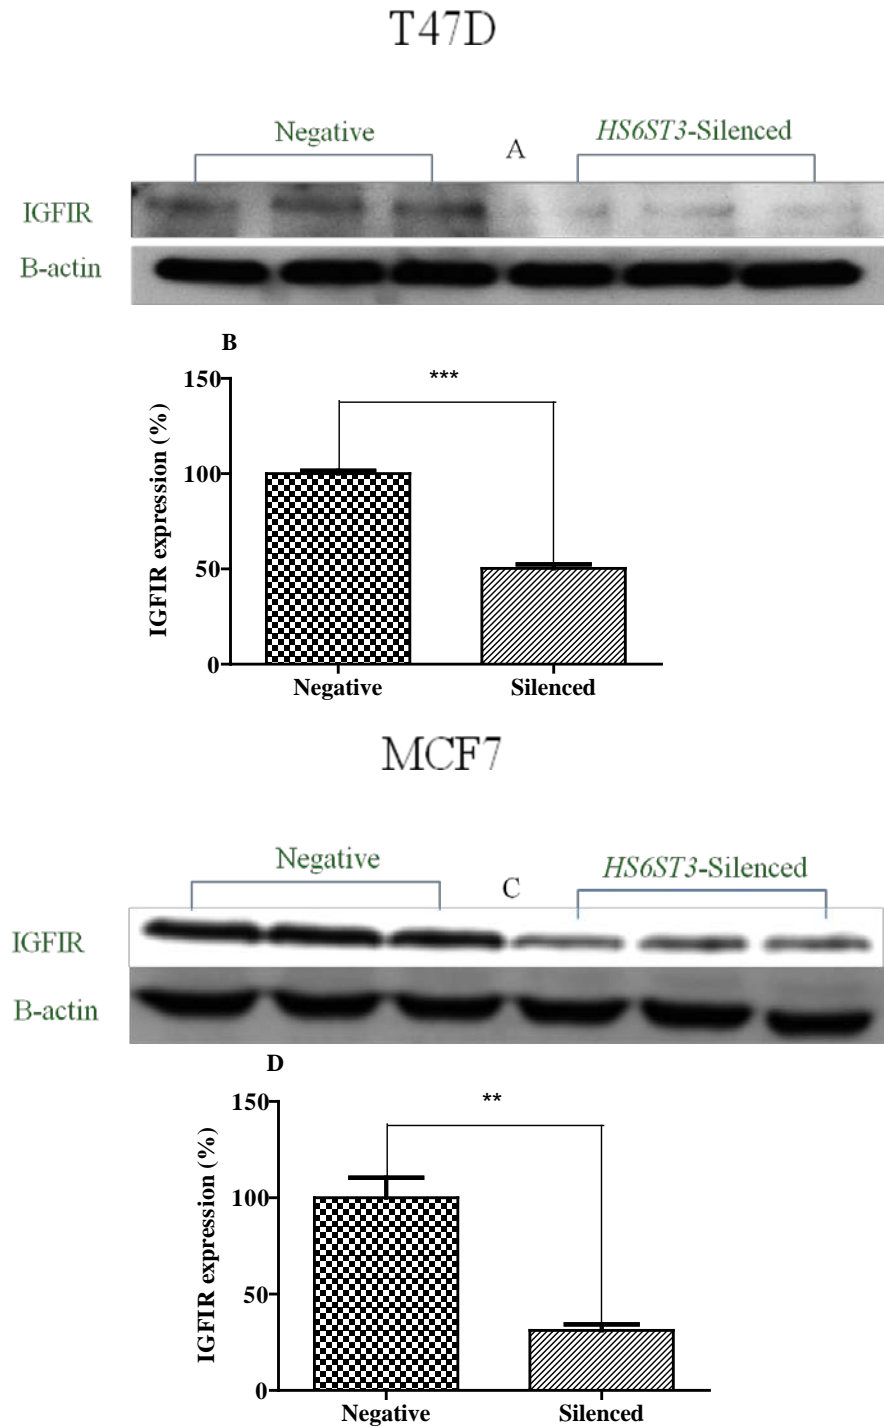 T47D
Negative
A
HS6ST3-Silenced
IGFIR
B-actin
B
***
150
100
50
0
IGFIR expression (%)
Negative Silenced
MCF7
Negative
C
HS6ST3-Silenced
IGFIR
B-actin
D
**
150
100
50
0
IGFIR expression (%)
Negative Silenced